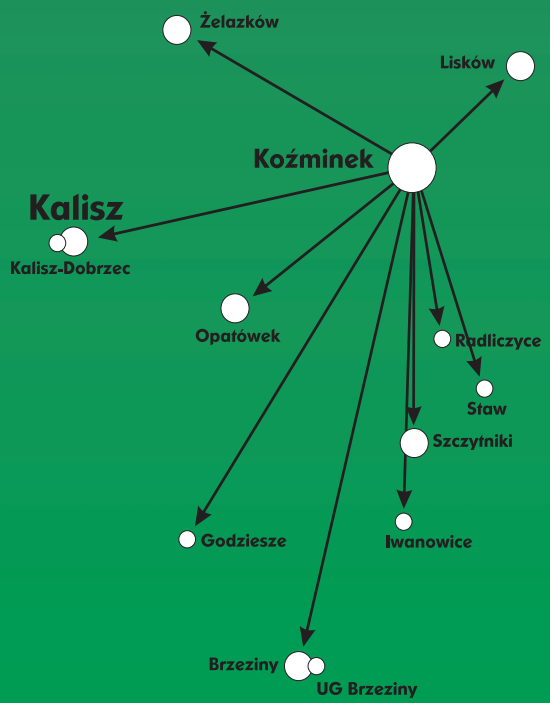 Żelazków
Lisków
Koźminek
Kalisz
Kalisz-Dobrzec
Opatówek
Radliczyce
Staw
Szczytniki
Godziesze
Iwanowice
Brzeziny
UG Brzeziny